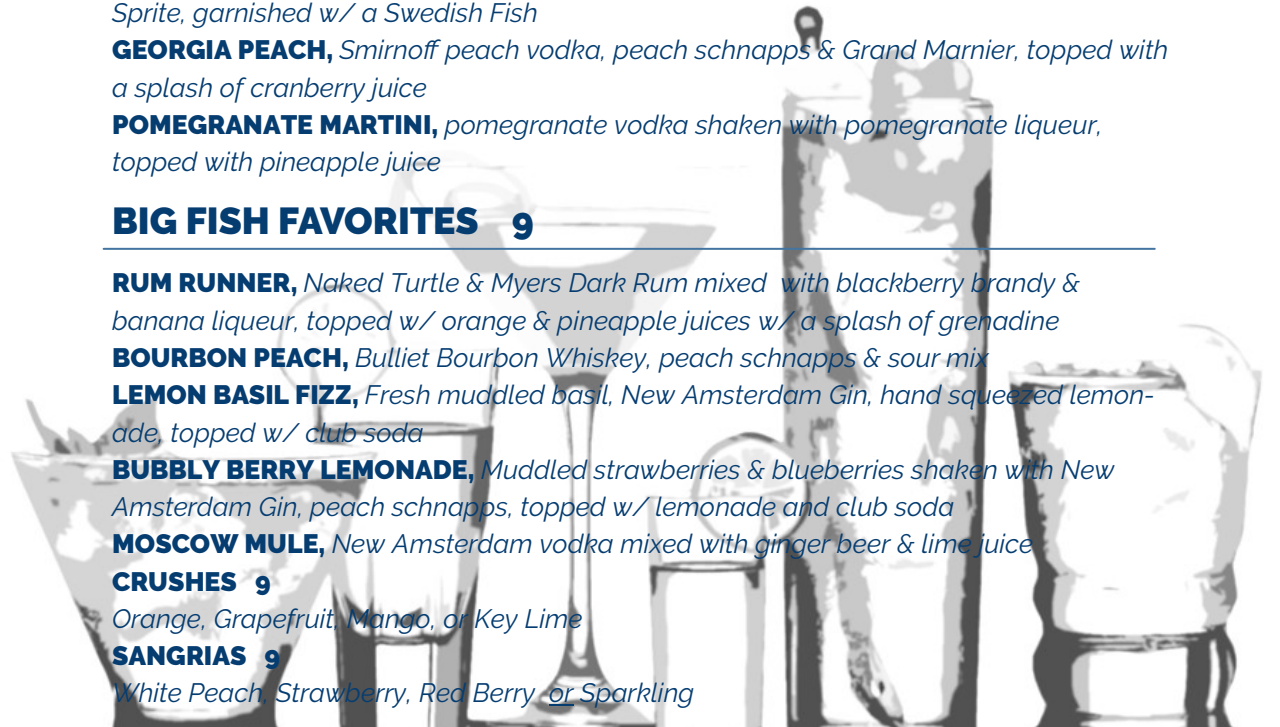 Sprite, garnished w/ a Swedish Fish
GEORGIA PEACH, Smirnoff peach vodka, peach schnapps & Grand Marnier, topped with
a splash of cranberry juice
POMEGRANATE MARTINI, pomegranate vodka shaken with pomegranate liqueur,
topped with pineapple juice
BIG FISH FAVORITES 9
RUM RUNNER, Naked Turtle & Myers Dark Rum mixed with blackberry brandy &
banana liqueur, topped w/ orange & pineapple juices w/ a splash of grenadine
BOURBON PEACH, Bulliet Bourbon Whiskey, peach schnapps & sour mix
LEMON BASIL FIZZ, Fresh muddled basil, New Amsterdam Gin, hand squeezed lemon-
ade, topped w/ club soda
BUBBLY BERRY LEMONADE, Muddled strawberries & blueberries shaken with New
Amsterdam Gin, peach schnapps, topped w/ lemonade and club soda
MOSCOW MULE, New Amsterdam vodka mixed with ginger beer & lime juice
CRUSHES 9
Orange, Grapefruit, Mango, or Key Lime
SANGRIAS 9
White Peach, Strawberry, Red Berry or Sparkling